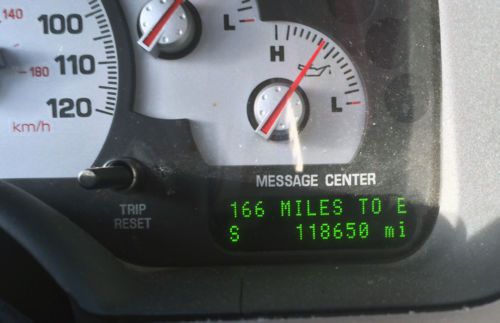 140
100
L
H
110
180
L
120
km/h
MESSAGE CENTER
TRIP
RESET
166 MILES TO E
S 118650 mi